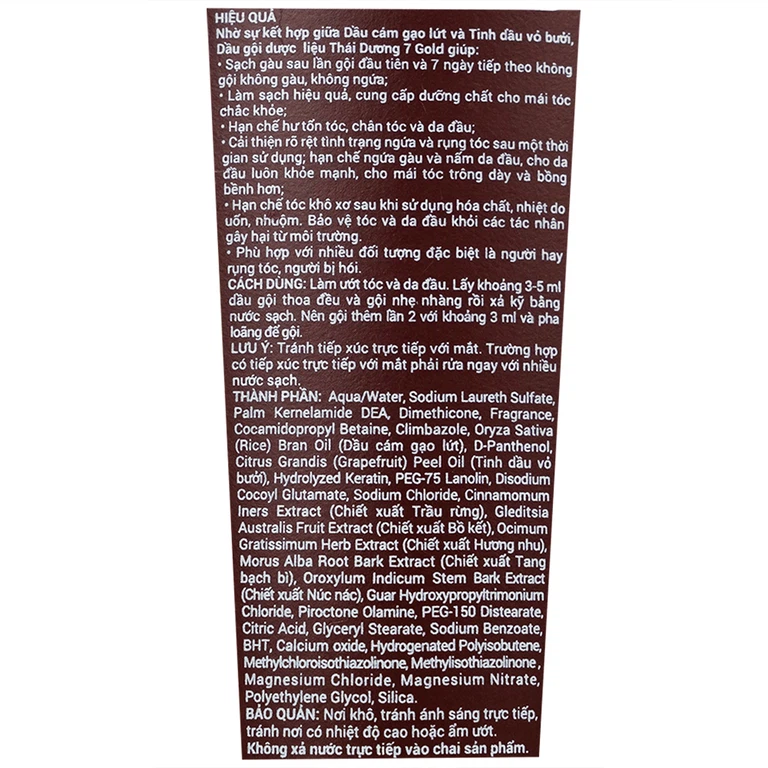 HIỆU QUẢ
Nhờ sự kết hợp giữa Dầu cám gạo lứt và Tinh dầu vỏ bưởi,
Dầu gội dược liệu Thái Dương 7 Gold giúp:
• Sạch gàu sau lần gội đầu tiên và 7 ngày tiếp theo không
gội không gàu, không ngứa;
• Làm sạch hiệu quả, cung cấp dưỡng chất cho mái tóc
chắc khỏe;
• Hạn chế hư tổn tóc, chân tóc và da đầu;
• Cải thiện rõ rệt tình trạng ngứa và rụng tóc sau một thời
gian sử dụng; hạn chế ngứa gàu và nấm da đầu, cho da
đầu luôn khỏe mạnh, cho mái tóc trông dày và bồng
bềnh hơn;
• Hạn chế tóc khô xơ sau khi sử dụng hóa chất, nhiệt do
uốn, nhuộm. Bảo vệ tóc và da đầu khỏi các tác nhân
gây hại từ môi trường.
• Phù hợp với nhiều đối tượng đặc biệt là người hay
rụng tóc, người bị hói.
CÁCH DÙNG: Làm ướt tóc và da đầu. Lấy khoảng 3-5 ml
dầu gội thoa đều và gội nhẹ nhàng rồi xả kỹ bằng
nước sạch. Nên gội thêm lần 2 với khoảng 3 ml và pha
loãng để gội.
LƯU Ý: Tránh tiếp xúc trực tiếp với mắt. Trường hợp
có tiếp xúc trực tiếp với mắt phải rửa ngay với nhiều
nước sạch.
THÀNH PHẦN: Aqua/Water, Sodium Laureth Sulfate,
Palm Kernelamide DEA, Dimethicone, Fragrance,
Cocamidopropyl Betaine, Climbazole, Oryza Sativa
(Rice) Bran Oil (Dầu cám gạo lứt), D-Panthenol,
Citrus Grandis (Grapefruit) Peel Oil (Tinh dầu vỏ
bưởi), Hydrolyzed Keratin, PEG-75 Lanolin, Disodium
Cocoyl Glutamate, Sodium Chloride, Cinnamomum
Iners Extract (Chiết xuất Trầu rừng), Gleditsia
Australis Fruit Extract (Chiết xuất Bồ kết), Ocimum
Gratissimum Herb Extract (Chiết xuất Hương nhu),
Morus Alba Root Bark Extract (Chiết xuất Tang
bạch bì), Oroxylum Indicum Stem Bark Extract
(Chiết xuất Núc nác), Guar Hydroxypropyltrimonium
Chloride, Piroctone Olamine, PEG-150 Distearate,
Citric Acid, Glyceryl Stearate, Sodium Benzoate,
BHT, Calcium oxide, Hydrogenated Polyisobutene,
Methylchloroisothiazolinone, Methylisothiazolinone,
Magnesium Chloride, Magnesium Nitrate,
Polyethylene Glycol, Silica.
BẢO QUẢN: Nơi khô, tránh ánh sáng trực tiếp,
tránh nơi có nhiệt độ cao hoặc ẩm ướt.
Không xả nước trực tiếp vào chai sản phẩm.